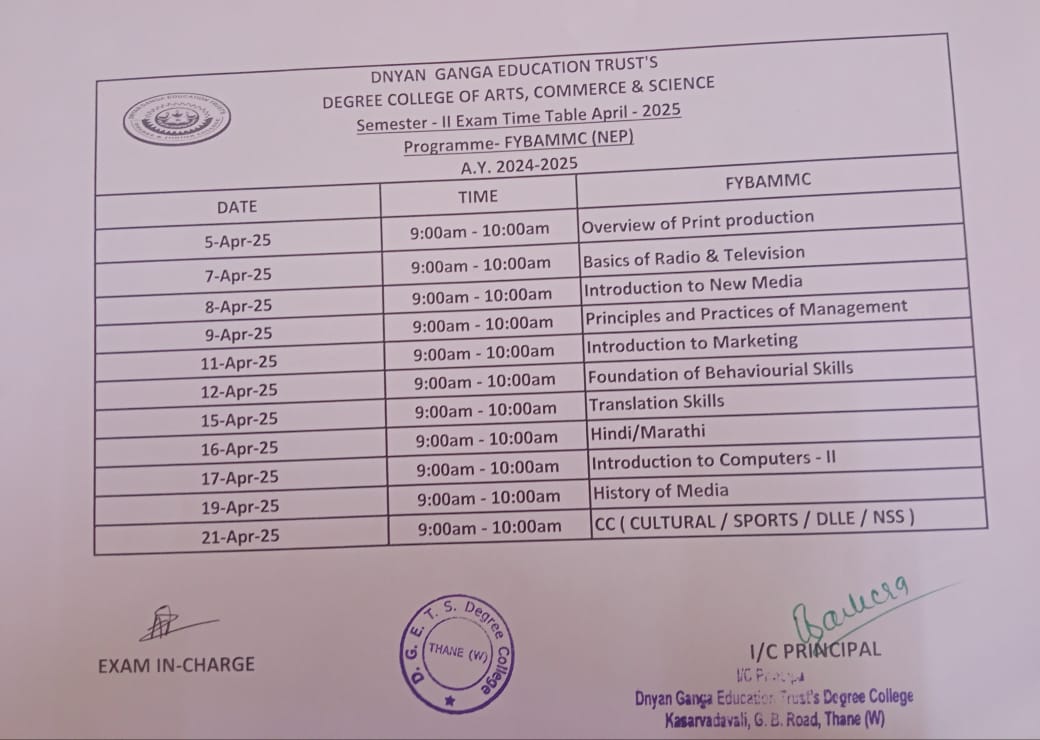 DNYAN GANGA EDUCATION TRUST'S
DEGREE COLLEGE OF ARTS, COMMERCE & SCIENCE
Semester - II Exam Time Table April - 2025
Programme- FYBAMMC (NEP)
A.Y. 2024-2025
DATE TIME FYBAMMC
5-Apr-25 9:00am - 10:00am Overview of Print production
7-Apr-25 9:00am - 10:00am Basics of Radio & Television
8-Apr-25 9:00am - 10:00am Introduction to New Media
9-Apr-25 9:00am - 10:00am Principles and Practices of Management
11-Apr-25 9:00am - 10:00am Introduction to Marketing
12-Apr-25 9:00am - 10:00am Foundation of Behaviourial Skills
15-Apr-25 9:00am - 10:00am Translation Skills
16-Apr-25 9:00am - 10:00am Hindi/Marathi
17-Apr-25 9:00am - 10:00am Introduction to Computers - II
19-Apr-25 9:00am - 10:00am History of Media
21-Apr-25 9:00am - 10:00am CC ( CULTURAL / SPORTS / DLLE / NSS )
EXAM IN-CHARGE
D. G. E. T. S. Degree College
THANE (W)
I/C PRINCIPAL
I/C
Dnyan Ganga Education Trust's Degree College
Kasarvadavali, G. B. Road, Thane (W)